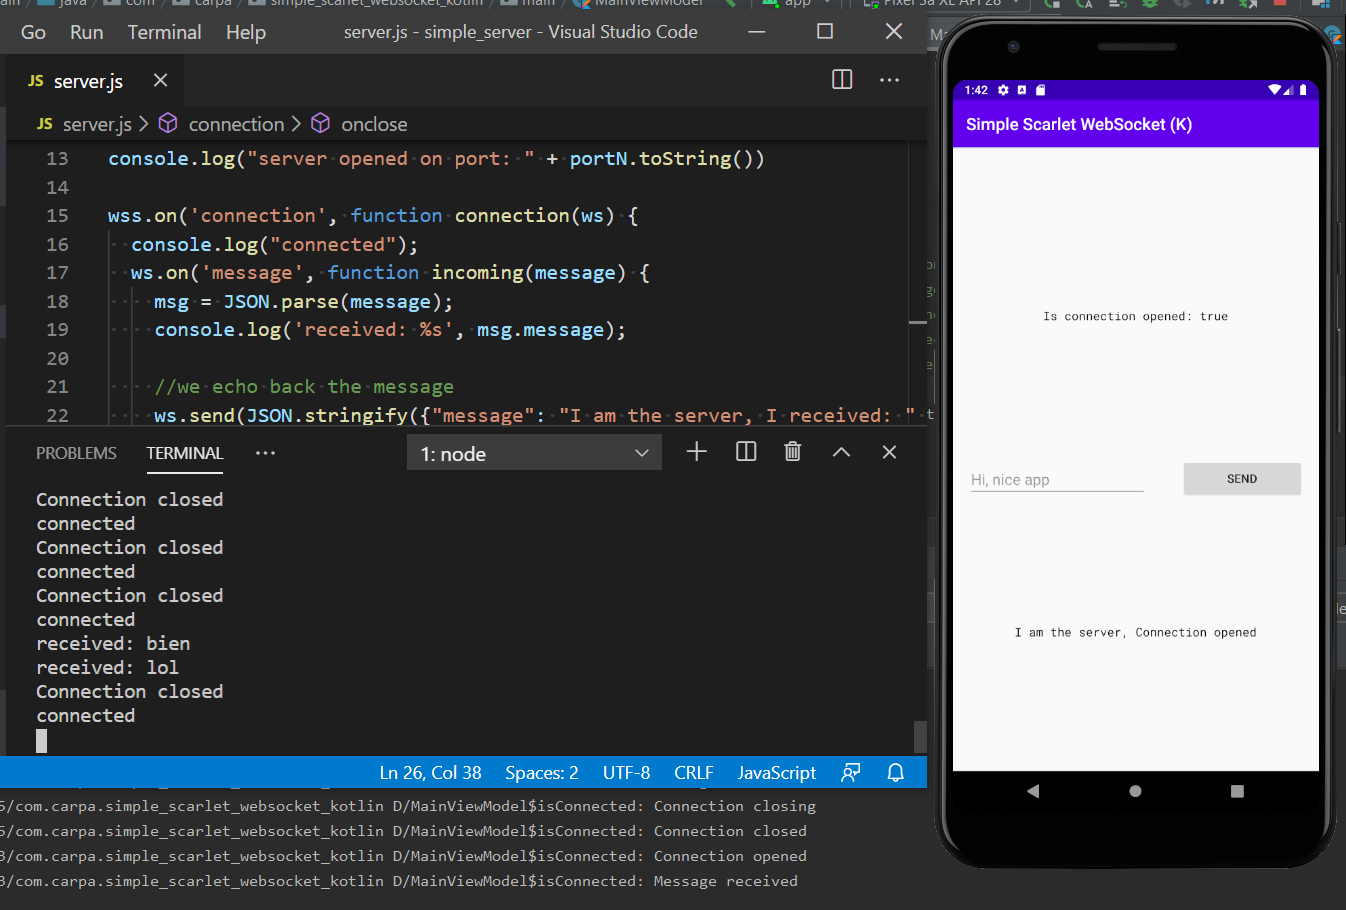 java com carpa simple_scarlet_websocket_kotlin main MainViewModel app Pixel 3a XL API 28
Go Run Terminal Help server.js - simple_server - Visual Studio Code
JS server.js
JS server.js > connection > onclose
13 console.log("server opened on port: " + portN.toString())
14
15 wss.on('connection', function connection(ws) {
16 console.log("connected");
17 ws.on('message', function incoming(message) {
18 msg = JSON.parse(message);
19 console.log('received: %s', msg.message);
20
21 //we echo back the message
22 ws.send(JSON.stringify({"message": "I am the server, I received: "
PROBLEMS TERMINAL ··· 1: node
Connection closed
connected
Connection closed
connected
Connection closed
connected
received: bien
received: lol
Connection closed
connected
Ln 26, Col 38 Spaces: 2 UTF-8 CRLF JavaScript
5/com.carpa.simple_scarlet_websocket_kotlin D/MainViewModel$isConnected: Connection closing
5/com.carpa.simple_scarlet_websocket_kotlin D/MainViewModel$isConnected: Connection closed
3/com.carpa.simple_scarlet_websocket_kotlin D/MainViewModel$isConnected: Connection opened
3/com.carpa.simple_scarlet_websocket_kotlin D/MainViewModel$isConnected: Message received
1:42
Simple Scarlet WebSocket (K)
Is connection opened: true
Hi, nice app
SEND
I am the server, Connection opened